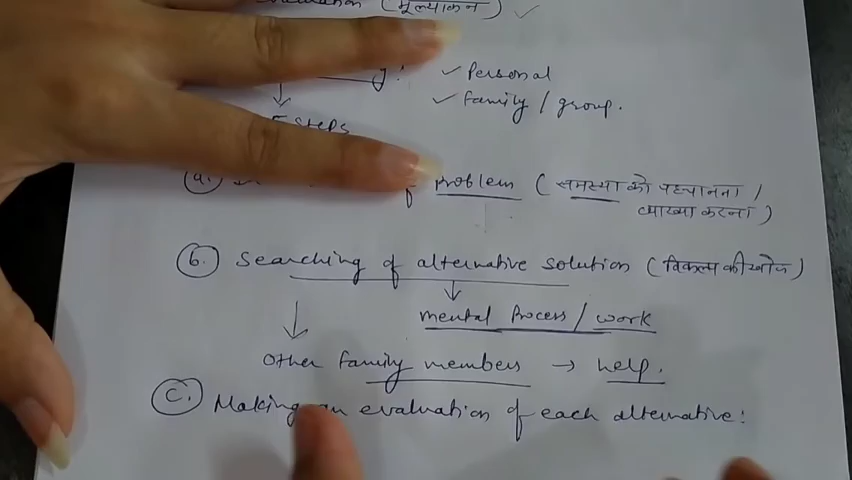 (मूल्यांकन) ✓
✓ Personal
✓ Family / group.
5 steps
a. problem (समस्या को पहचानना /
व्याख्या करना)
b. Searching of alternative solution (विकल्प की खोज)
mental Process / work
Other family members → help.
c. Making an evaluation of each alternative: